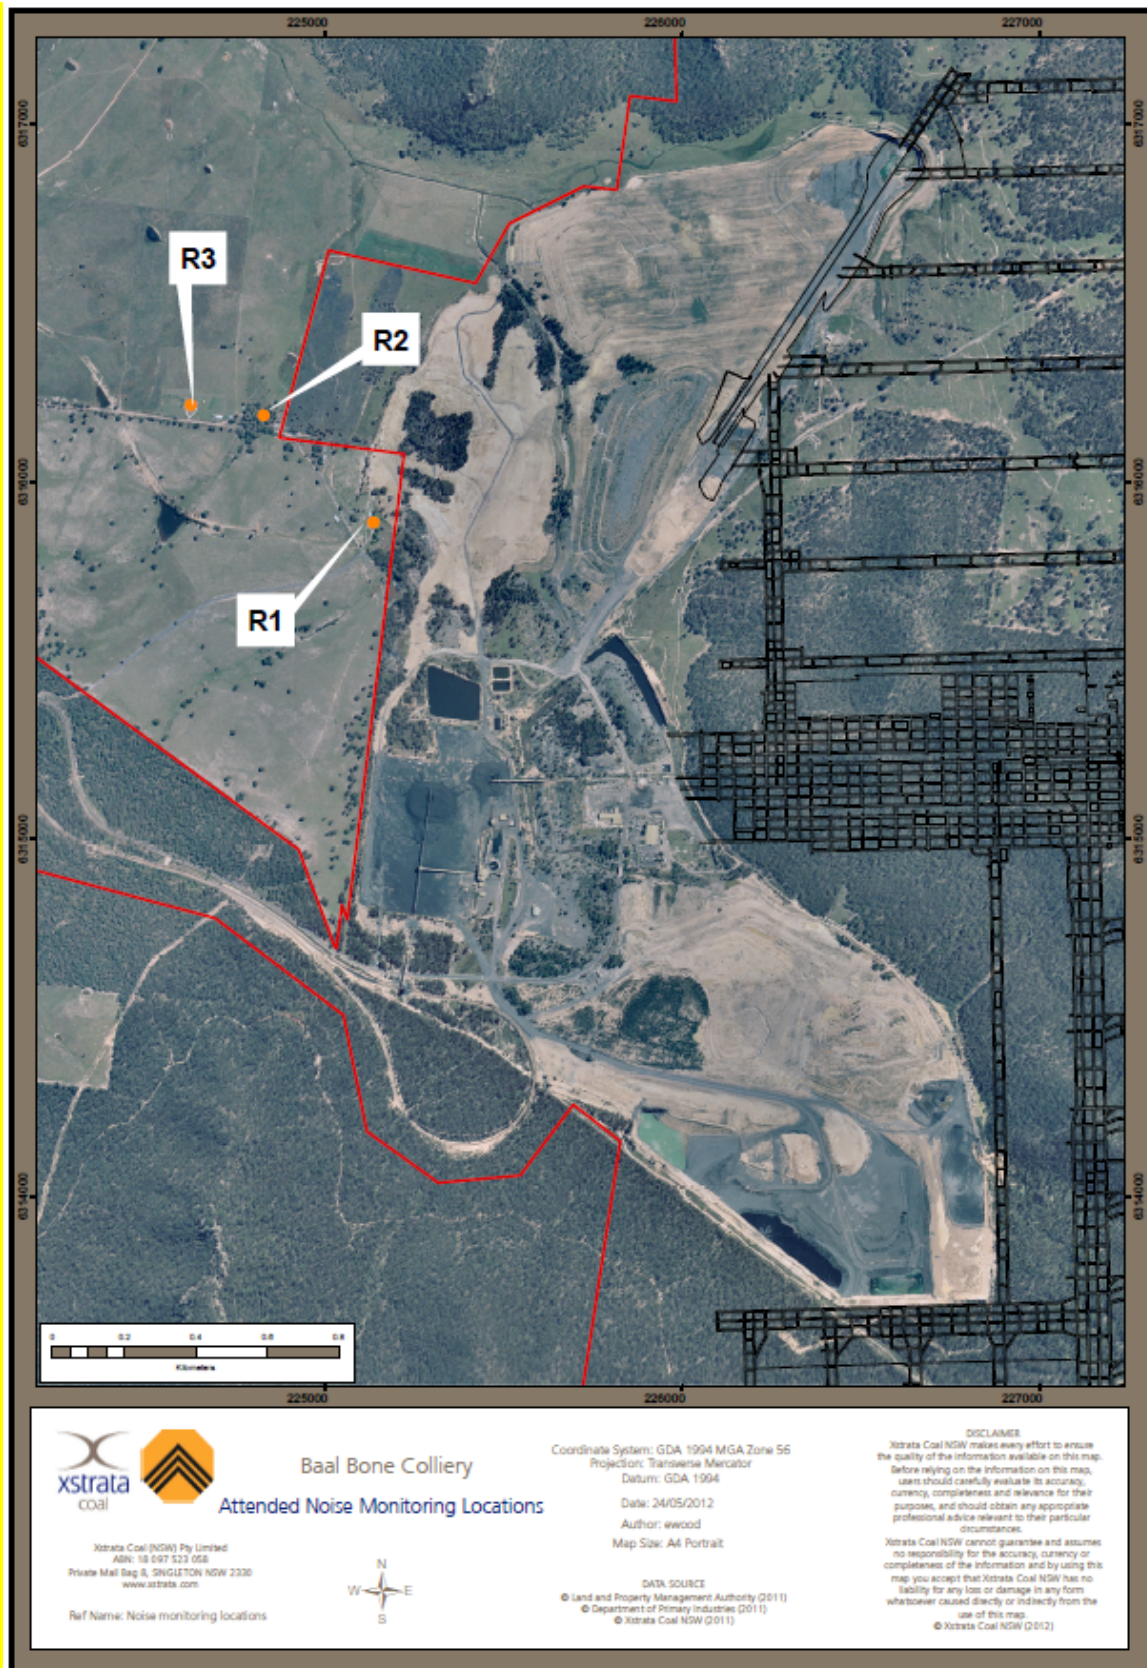 225000
226000
227000
6317000
6317000
R3
R2
6316000
6316000
R1
6315000
6315000
6314000
6314000
0 0.2 0.4 0.6 0.8
Kilometers
225000
226000
227000
xstrata
coal
Xstrata Coal (NSW) Pty Limited
ABN: 18 097 523 058
Private Mail Bag 8, SINGLETON NSW 2330
www.xstrata.com
Ref Name: Noise monitoring locations
Baal Bone Colliery
Attended Noise Monitoring Locations
N
W E
S
Coordinate System: GDA 1994 MGA Zone 56
Projection: Transverse Mercator
Datum: GDA 1994
Date: 24/05/2012
Author: ewood
Map Size: A4 Portrait
DATA SOURCE
© Land and Property Management Authority (2011)
© Department of Primary Industries (2011)
© Xstrata Coal NSW (2011)
DISCLAIMER
Xstrata Coal NSW makes every effort to ensure
the quality of the information available on this map.
Before relying on the information on this map,
users should carefully evaluate its accuracy,
currency, completeness and relevance for their
purposes, and should obtain any appropriate
professional advice relevant to their particular
circumstances.
Xstrata Coal NSW cannot guarantee and assumes
no responsibility for the accuracy, currency or
completeness of the information and by using this
map you accept that Xstrata Coal NSW has no
liability for any loss or damage in any form
whatsoever caused directly or indirectly from the
use of this map.
© Xstrata Coal NSW (2012)